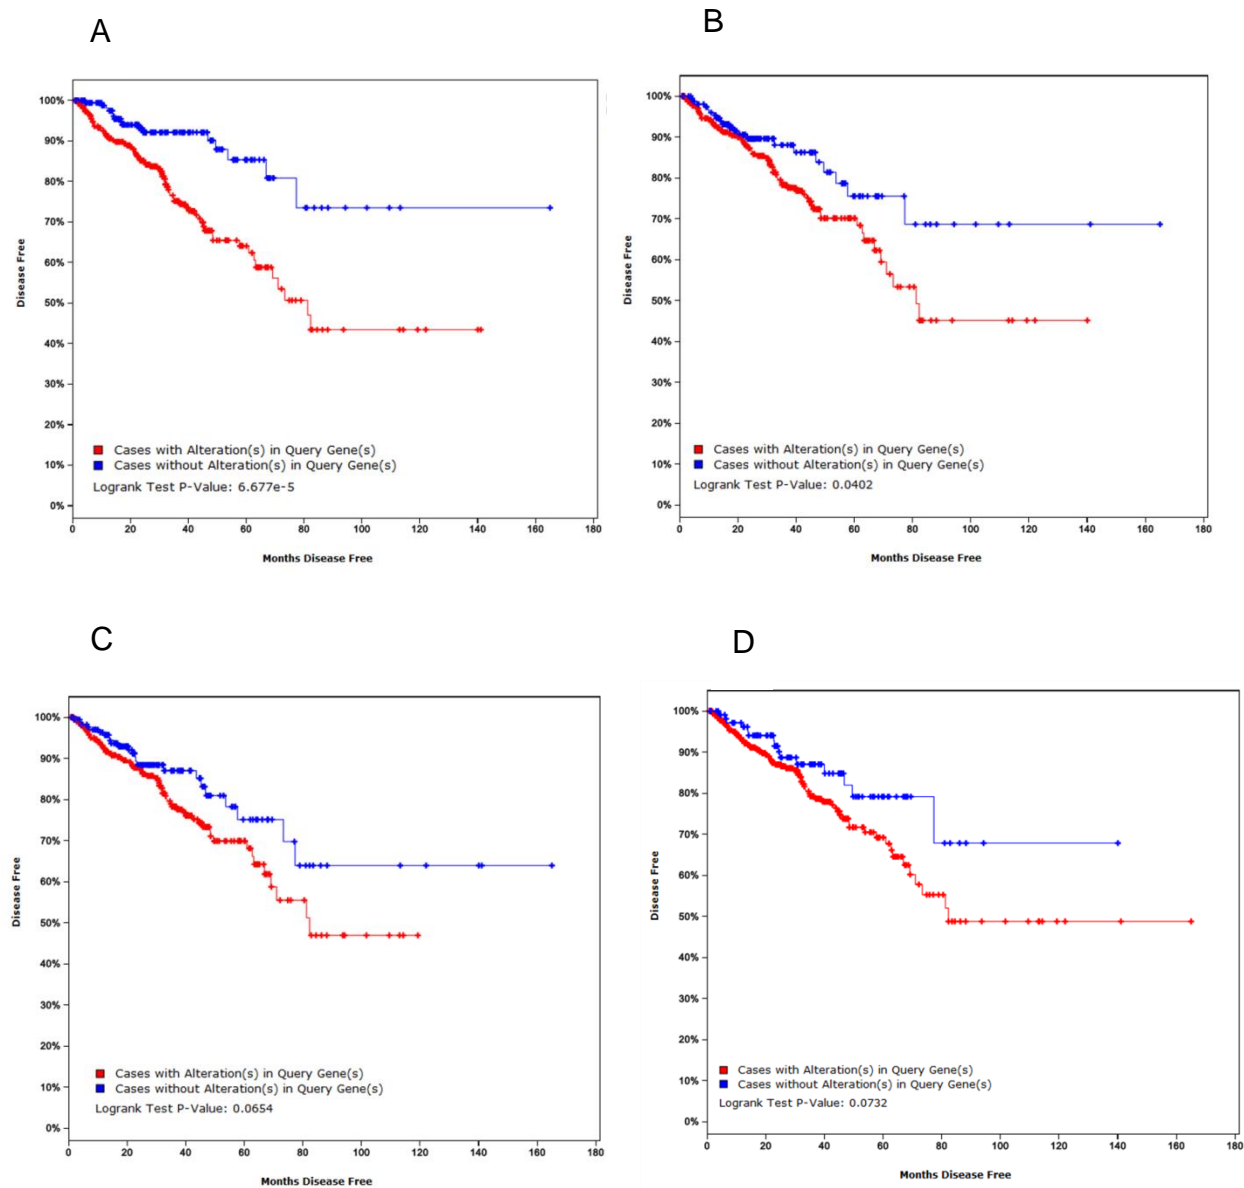 A
100%
90%
80%
70%
60%
50%
40%
30%
20%
10%
0%
Disease Free
Cases with Alteration(s) in Query Gene(s)
Cases without Alteration(s) in Query Gene(s)
Logrank Test P-Value: 6.677e-5
0 20 40 60 80 100 120 140 160 180
Months Disease Free
B
100%
90%
80%
70%
60%
50%
40%
30%
20%
10%
0%
Disease Free
Cases with Alteration(s) in Query Gene(s)
Cases without Alteration(s) in Query Gene(s)
Logrank Test P-Value: 0.0402
0 20 40 60 80 100 120 140 160 180
Months Disease Free
C
100%
90%
80%
70%
60%
50%
40%
30%
20%
10%
0%
Disease Free
Cases with Alteration(s) in Query Gene(s)
Cases without Alteration(s) in Query Gene(s)
Logrank Test P-Value: 0.0654
0 20 40 60 80 100 120 140 160 180
Months Disease Free
D
100%
90%
80%
70%
60%
50%
40%
30%
20%
10%
0%
Disease Free
Cases with Alteration(s) in Query Gene(s)
Cases without Alteration(s) in Query Gene(s)
Logrank Test P-Value: 0.0732
0 20 40 60 80 100 120 140 160 180
Months Disease Free